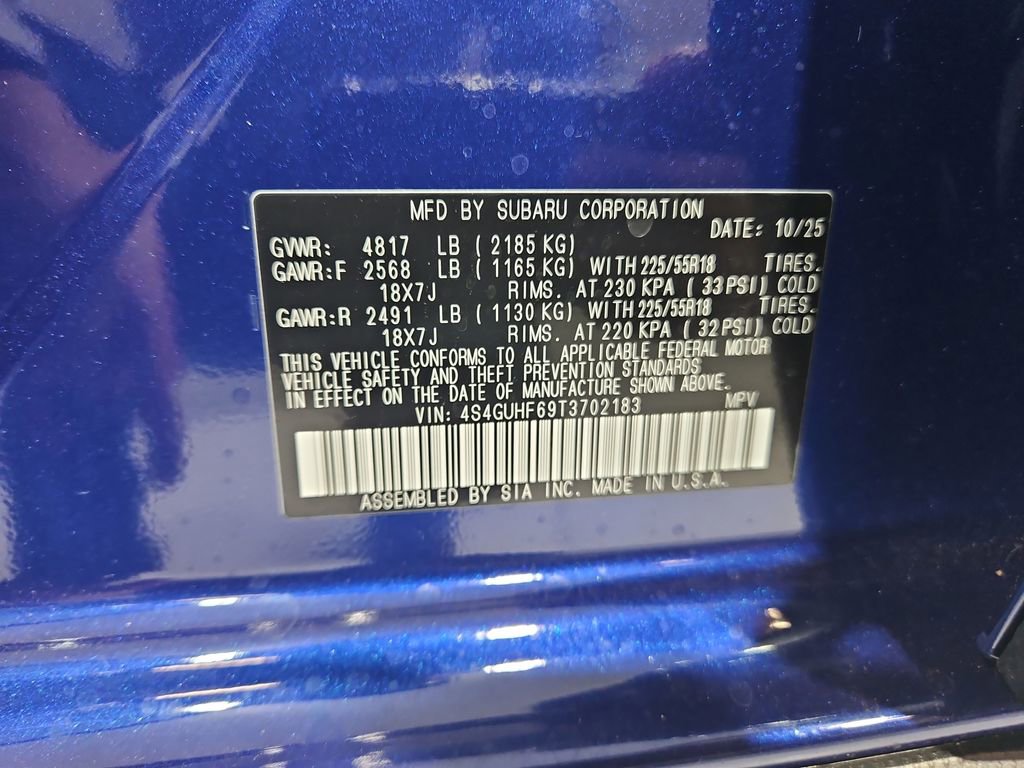 MFD BY SUBARU CORPORATION
DATE: 10/25
GVWR: 4817 LB ( 2185 KG)
GAWR:F 2568 LB ( 1165 KG) WITH 225/55R18 TIRES.
18X7J RIMS. AT 230 KPA ( 33 PSI) COLD
GAWR:R 2491 LB ( 1130 KG) WITH 225/55R18 TIRES.
18X7J RIMS. AT 220 KPA ( 32 PSI) COLD
THIS VEHICLE CONFORMS TO ALL APPLICABLE FEDERAL MOTOR
VEHICLE SAFETY AND THEFT PREVENTION STANDARDS
IN EFFECT ON THE DATE OF MANUFACTURE SHOWN ABOVE.
VIN: 4S4GUHF69T3702183 MPV
ASSEMBLED BY SIA INC. MADE IN U.S.A.